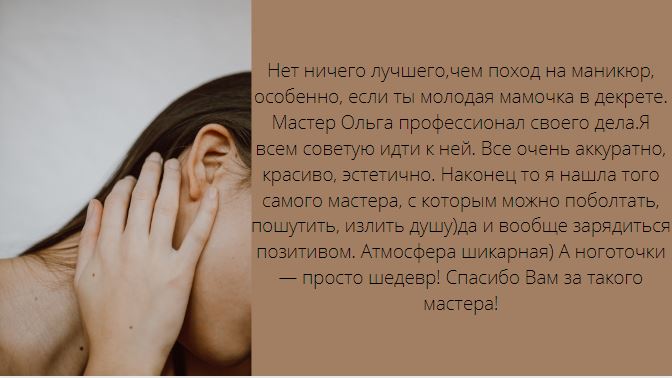 Нет ничего лучшего,чем поход на маникюр,
особенно, если ты молодая мамочка в декрете.
Мастер Ольга профессионал своего дела.Я
всем советую идти к ней. Все очень аккуратно,
красиво, эстетично. Наконец то я нашла того
самого мастера, с которым можно поболтать,
пошутить, излить душу)да и вообще зарядиться
позитивом. Атмосфера шикарная) А ноготочки
— просто шедевр! Спасибо Вам за такого
мастера!